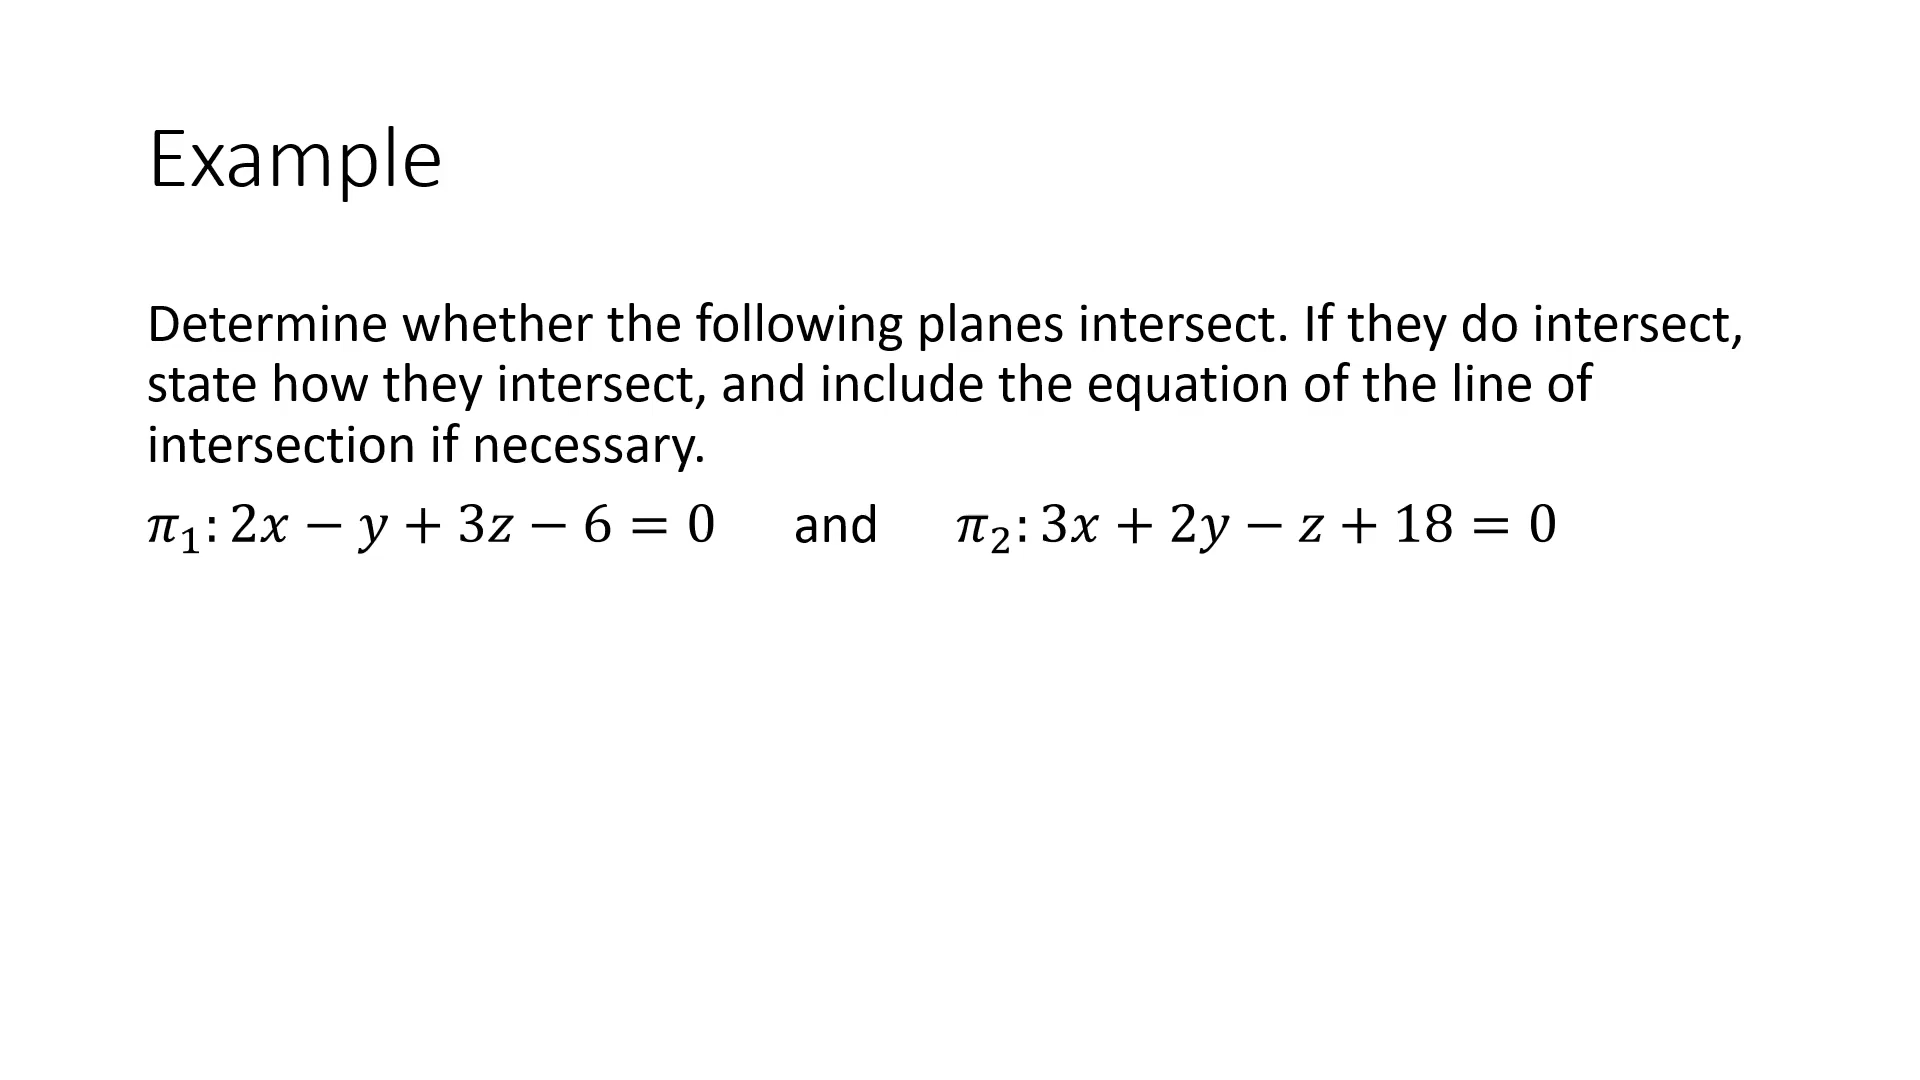 Example
Determine whether the following planes intersect. If they do intersect,
state how they intersect, and include the equation of the line of
intersection if necessary.
𝜋₁: 2𝑥 − 𝑦 + 3𝑧 − 6 = 0 and 𝜋₂: 3𝑥 + 2𝑦 − 𝑧 + 18 = 0